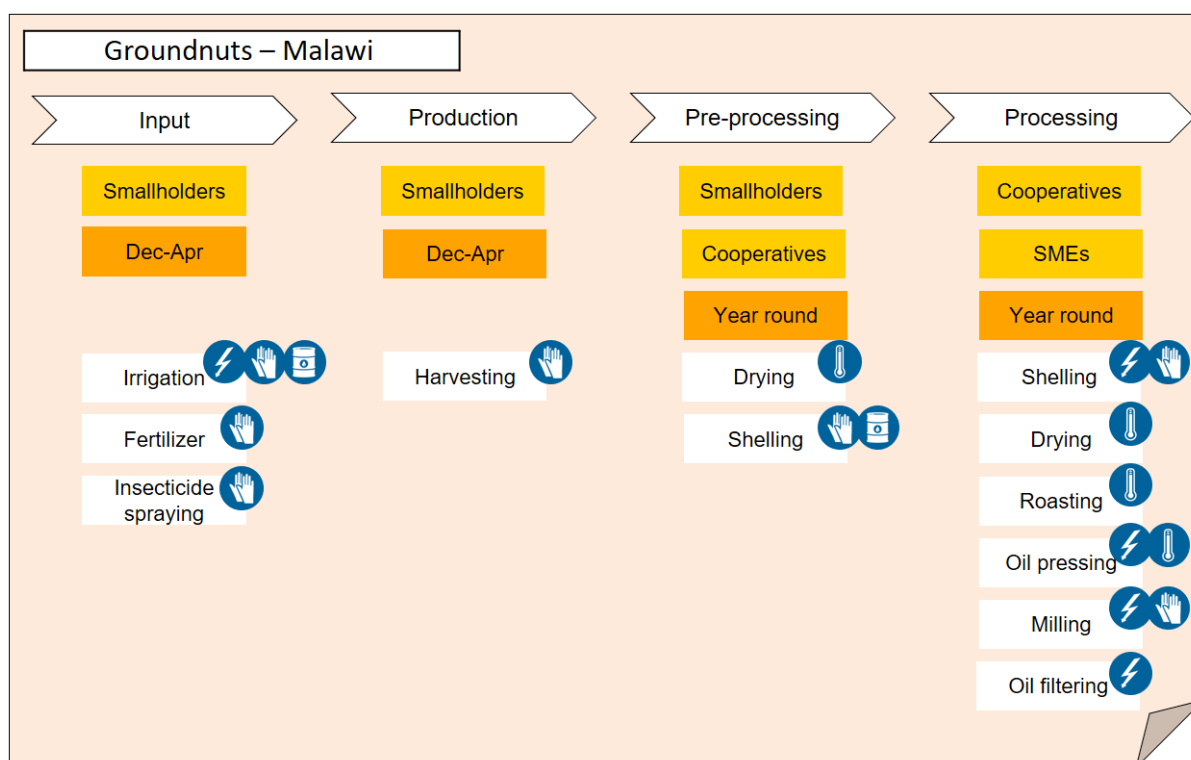 Groundnuts – Malawi
Input
Production
Pre-processing
Processing
Smallholders
Smallholders
Smallholders
Cooperatives
Dec-Apr
Dec-Apr
Cooperatives
SMEs
Year round
Year round
Irrigation
Harvesting
Drying
Shelling
Fertilizer
Shelling
Drying
Insecticide
spraying
Roasting
Oil pressing
Milling
Oil filtering